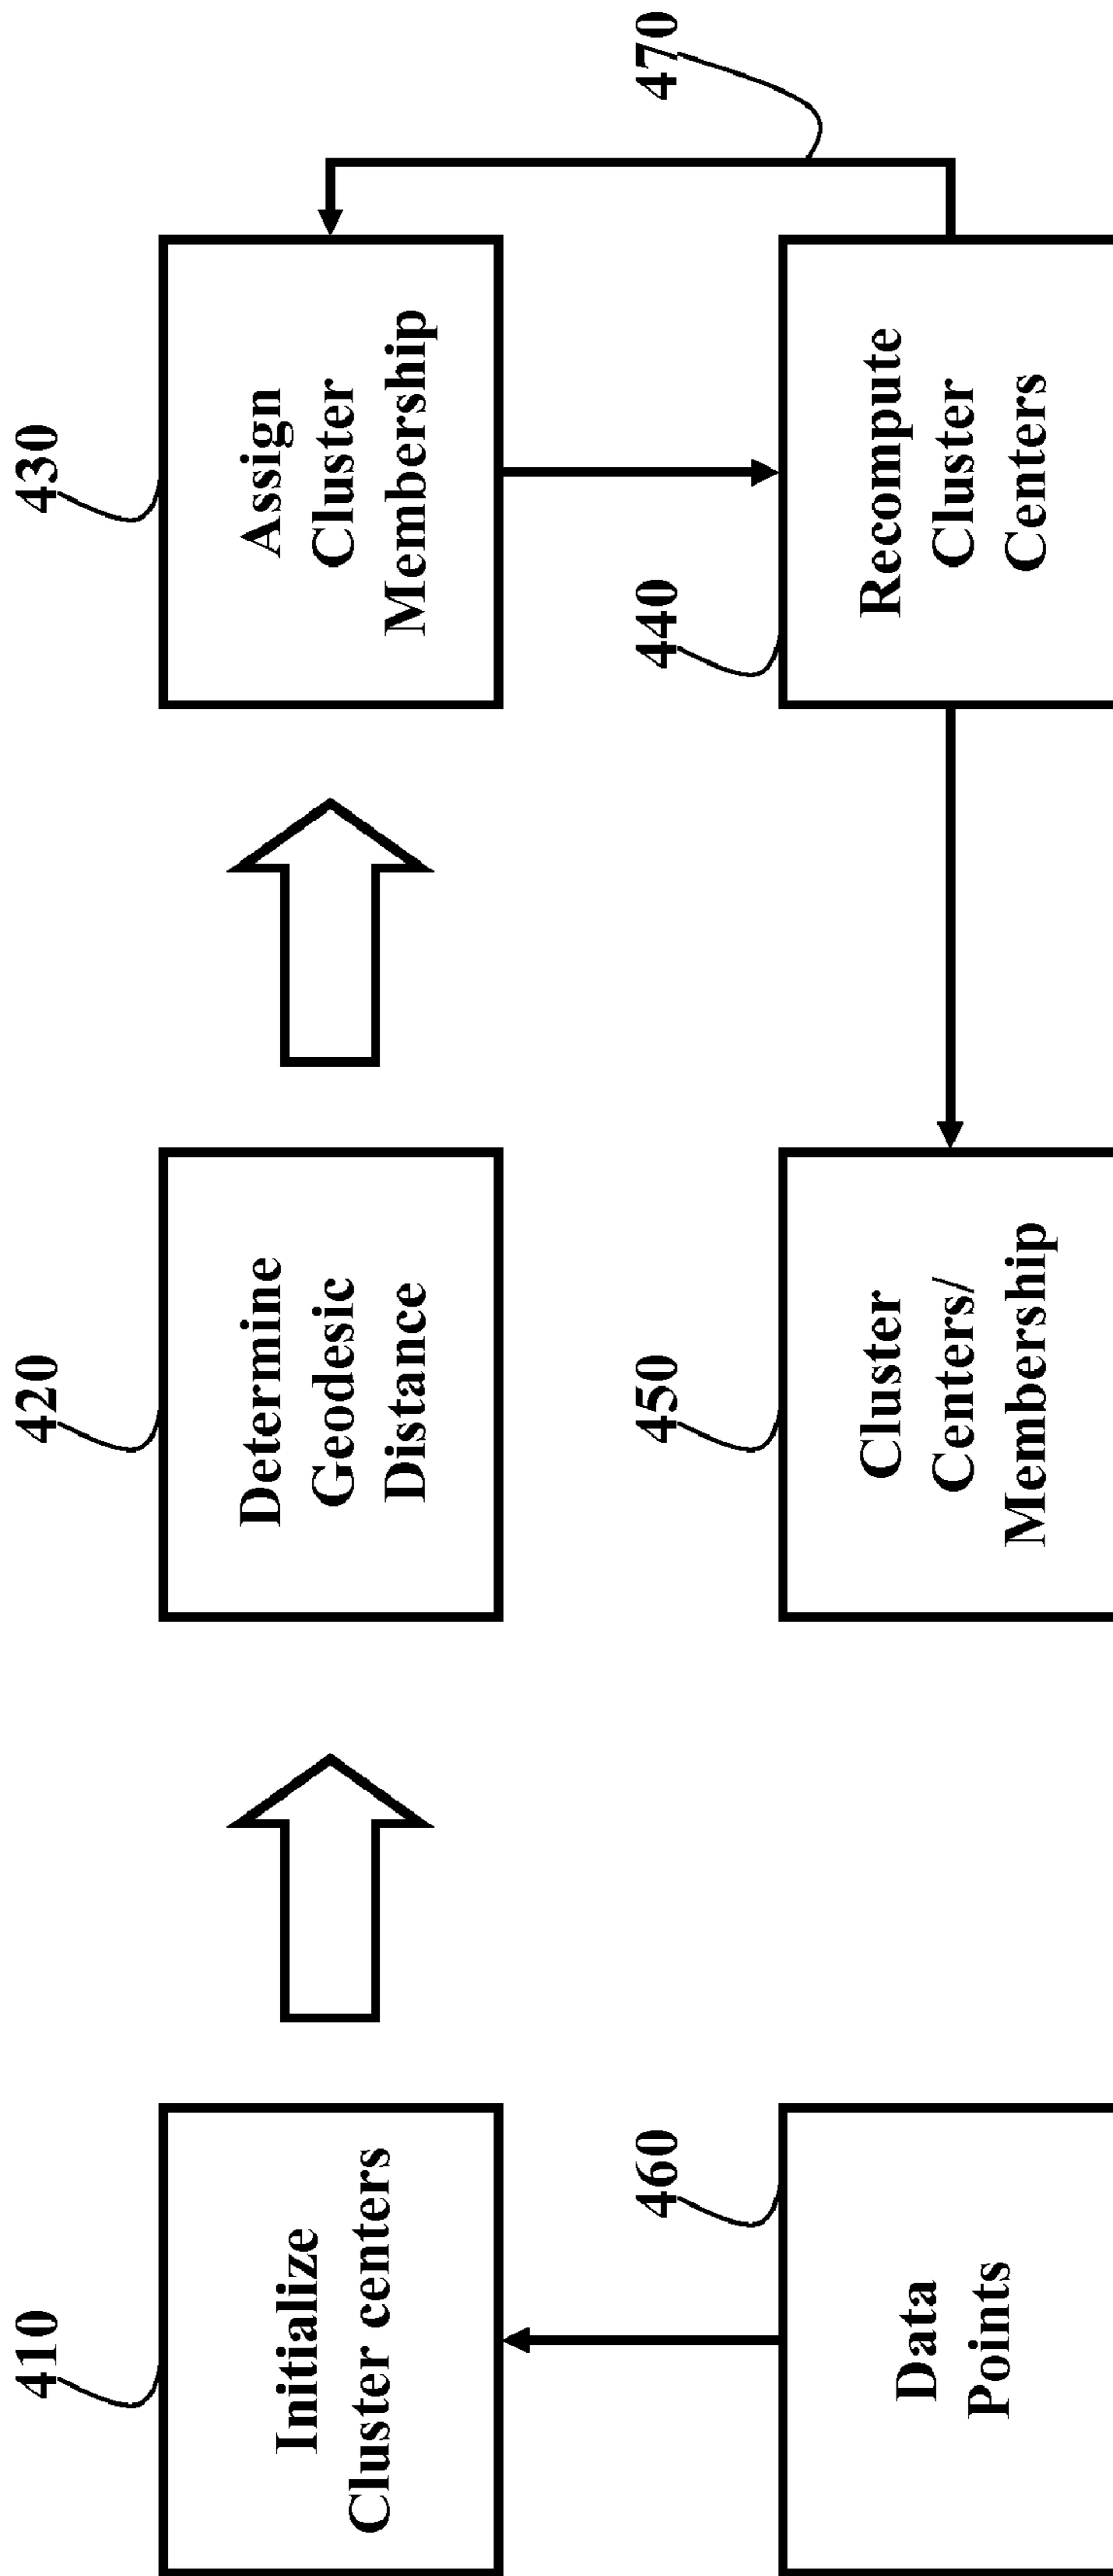 410
Initialize
Cluster centers
420
Determine
Geodesic
Distance
430
Assign
Cluster
Membership
460
Data
Points
450
Cluster
Centers/
Membership
440
Recompute
Cluster
Centers
470